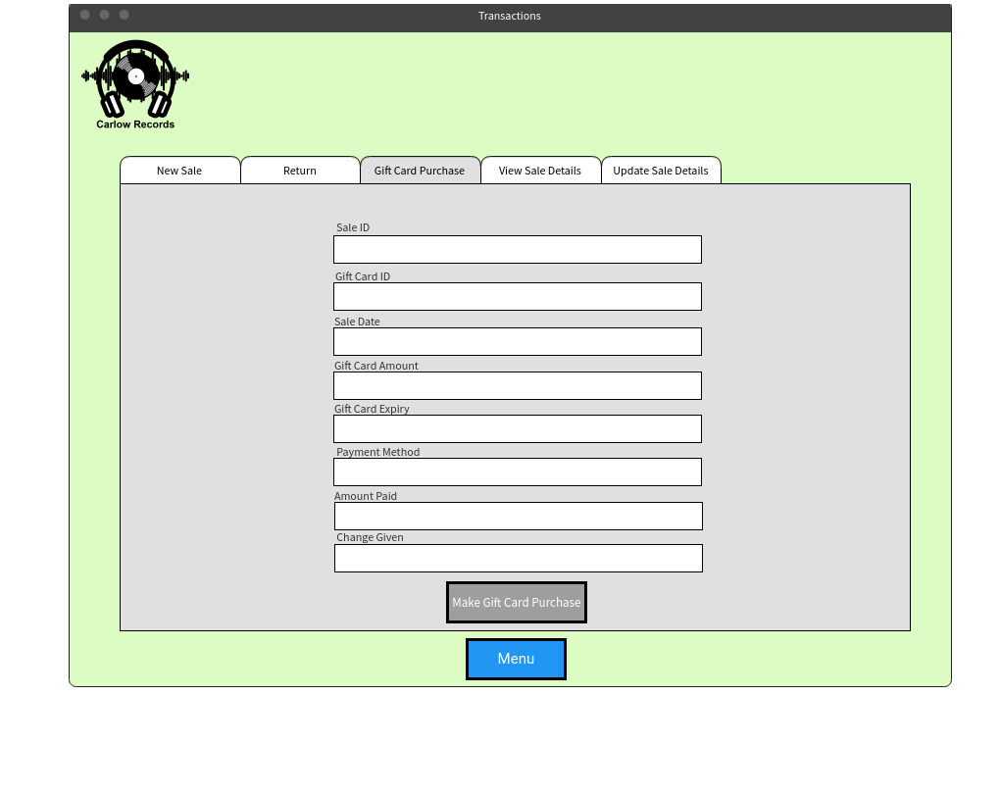 Transactions
Carlow Records
New Sale
Return
Gift Card Purchase
View Sale Details
Update Sale Details
Sale ID
Gift Card ID
Sale Date
Gift Card Amount
Gift Card Expiry
Payment Method
Amount Paid
Change Given
Make Gift Card Purchase
Menu